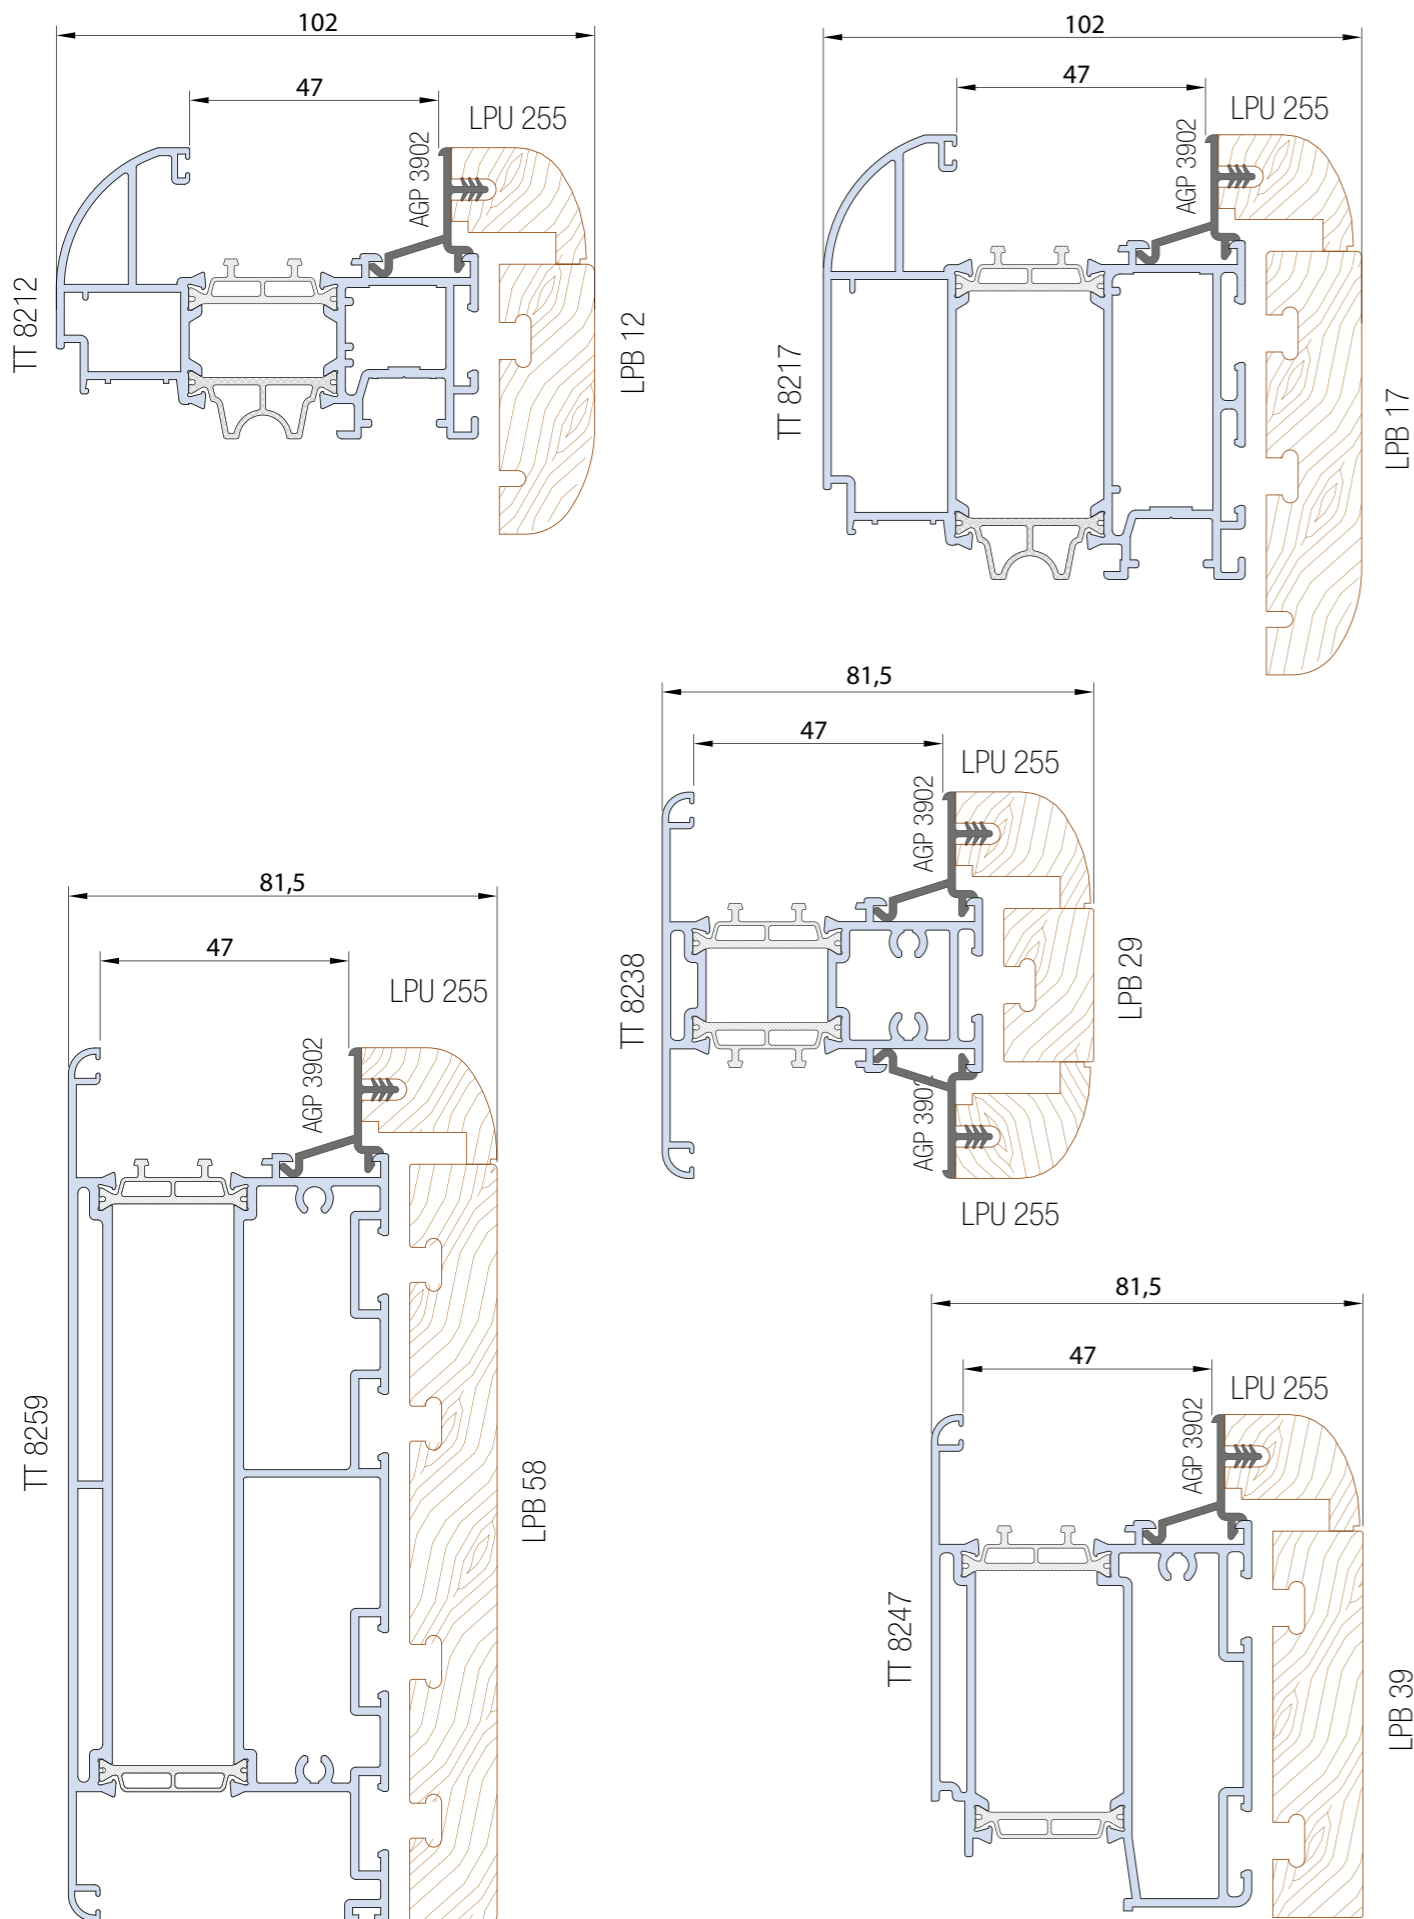 102
47
LPU 255
AGP 3902
TT 8212
LPB 12
102
47
LPU 255
AGP 3902
TT 8217
LPB 17
81,5
47
LPU 255
AGP 3902
TT 8238
LPB 29
AGP 3902
LPU 255
81,5
47
LPU 255
AGP 3902
TT 8259
LPB 58
81,5
47
LPU 255
AGP 3902
TT 8247
LPB 39